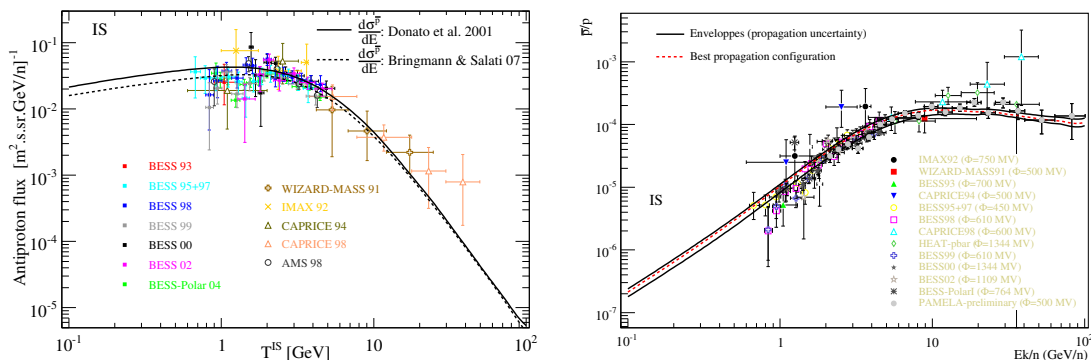 IS
dσ^p̅/dE : Donato et al. 2001
dσ^p̅/dE : Bringmann & Salati 07
Antiproton flux [m².s.sr.GeV/n]⁻¹
10⁻¹
10⁻²
10⁻³
10⁻⁴
10⁻⁵
BESS 93
BESS 95+97
BESS 98
BESS 99
BESS 00
BESS 02
BESS-Polar 04
WIZARD-MASS 91
IMAX 92
CAPRICE 94
CAPRICE 98
AMS 98
10⁻¹ 1 10 10²
T^IS [GeV]
p̅/p
Enveloppes (propagation uncertainty)
Best propagation configuration
10⁻³
10⁻⁴
10⁻⁵
10⁻⁶
10⁻⁷
IS
IMAX92 (Φ=750 MV)
WIZARD-MASS91 (Φ=500 MV)
BESS93 (Φ=700 MV)
CAPRICE94 (Φ=500 MV)
BESS95+97 (Φ=450 MV)
BESS98 (Φ=610 MV)
CAPRICE98 (Φ=600 MV)
HEAT-pbar (Φ=1344 MV)
BESS99 (Φ=610 MV)
BESS00 (Φ=1344 MV)
BESS02 (Φ=1109 MV)
BESS-PolarI (Φ=764 MV)
PAMELA-preliminary (Φ=500 MV)
10⁻¹ 1 10 10²
Ek/n (GeV/n)